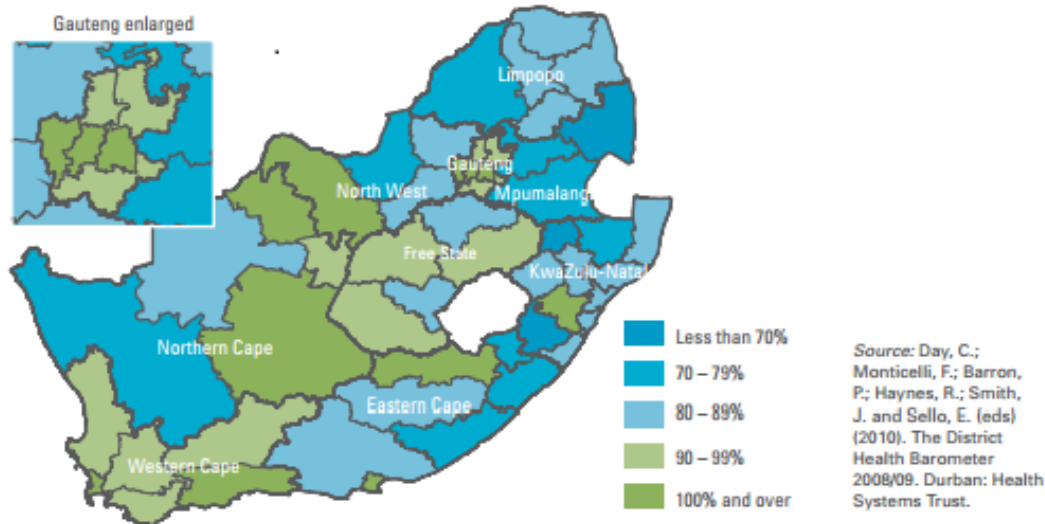 Gauteng enlarged
Limpopo
Gauteng
North West
Mpumalang
Free State
KwaZulu-Natal
Northern Cape
Eastern Cape
Western Cape
Less than 70%
70 – 79%
80 – 89%
90 – 99%
100% and over
Source: Day, C.;
Monticelli, F.; Barron,
P.; Haynes, R.; Smith,
J. and Sello, E. (eds)
(2010). The District
Health Barometer
2008/09. Durban: Health
Systems Trust.